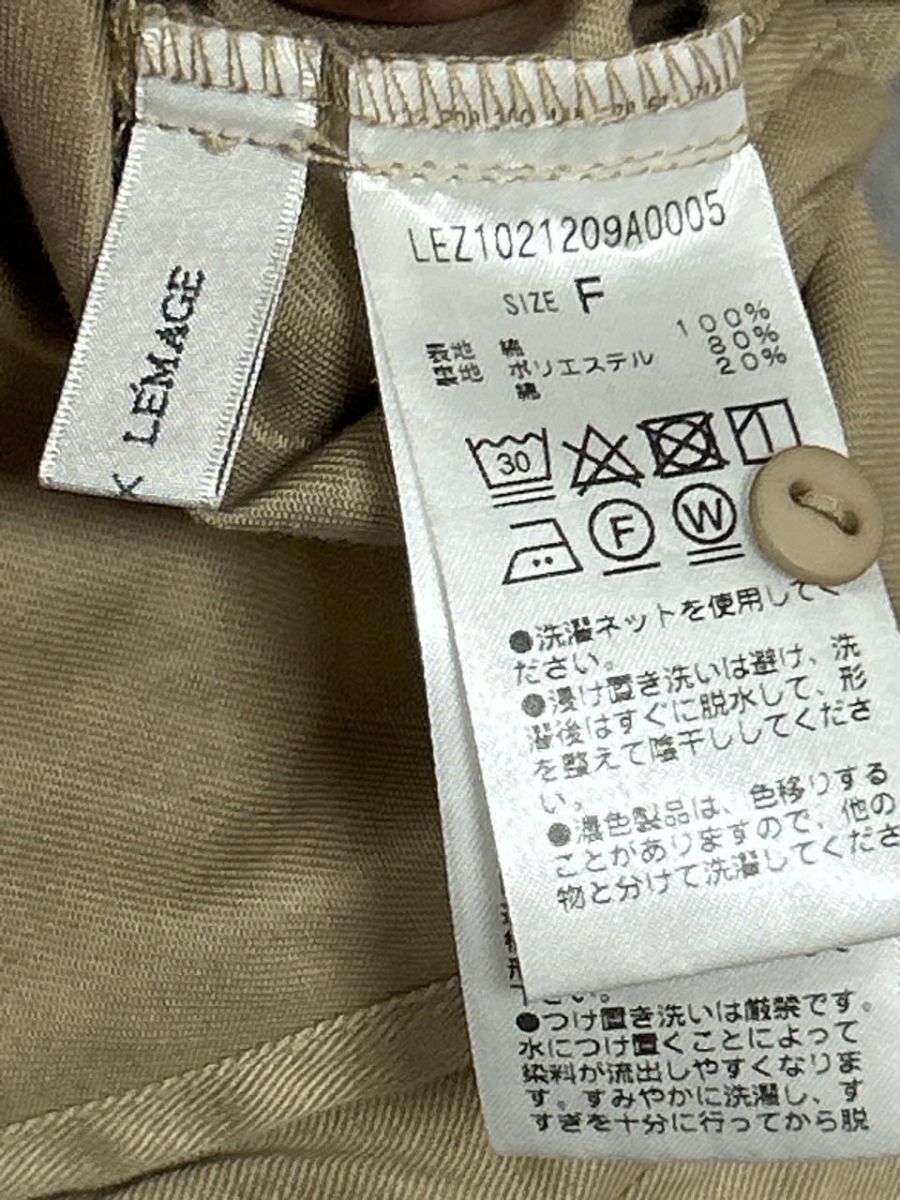 LEMAGE
LEZ1021209A0005
SIZE F
表地 綿 100%
裏地 ポリエステル 80%
綿 20%
30
F
W
●洗濯ネットを使用してく
ださい。
●浸け置き洗いは避け、洗
濯後はすぐに脱水して、形
を整えて陰干ししてくださ
い。
●濃色製品は、色移りする
ことがありますので、他の
物と分けて洗濯してくださ
●つけ置き洗いは厳禁です。
水につけ置くことによって
染料が流出しやすくなりま
す。すみやかに洗濯し、す
すぎを十分に行ってから脱